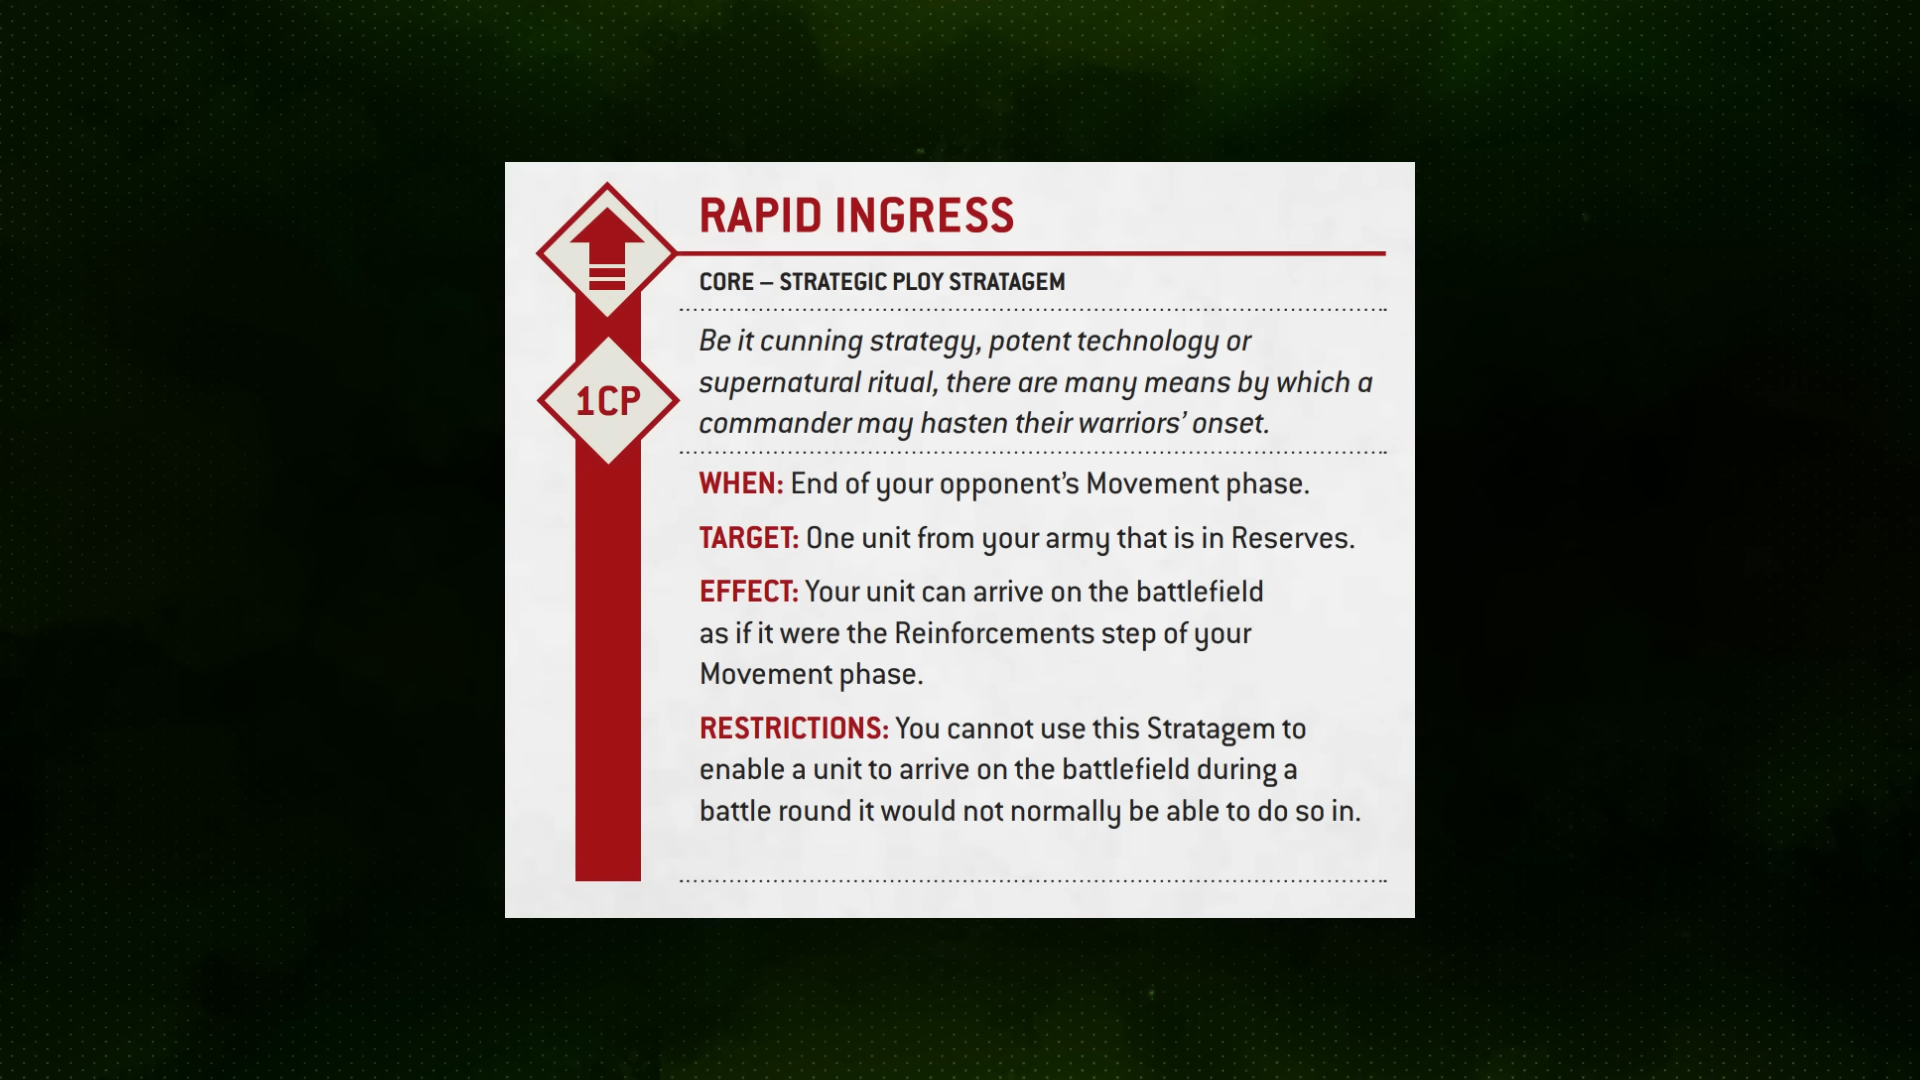 RAPID INGRESS
CORE – STRATEGIC PLOY STRATAGEM
Be it cunning strategy, potent technology or
supernatural ritual, there are many means by which a
commander may hasten their warriors’ onset.
1CP
WHEN: End of your opponent’s Movement phase.
TARGET: One unit from your army that is in Reserves.
EFFECT: Your unit can arrive on the battlefield
as if it were the Reinforcements step of your
Movement phase.
RESTRICTIONS: You cannot use this Stratagem to
enable a unit to arrive on the battlefield during a
battle round it would not normally be able to do so in.